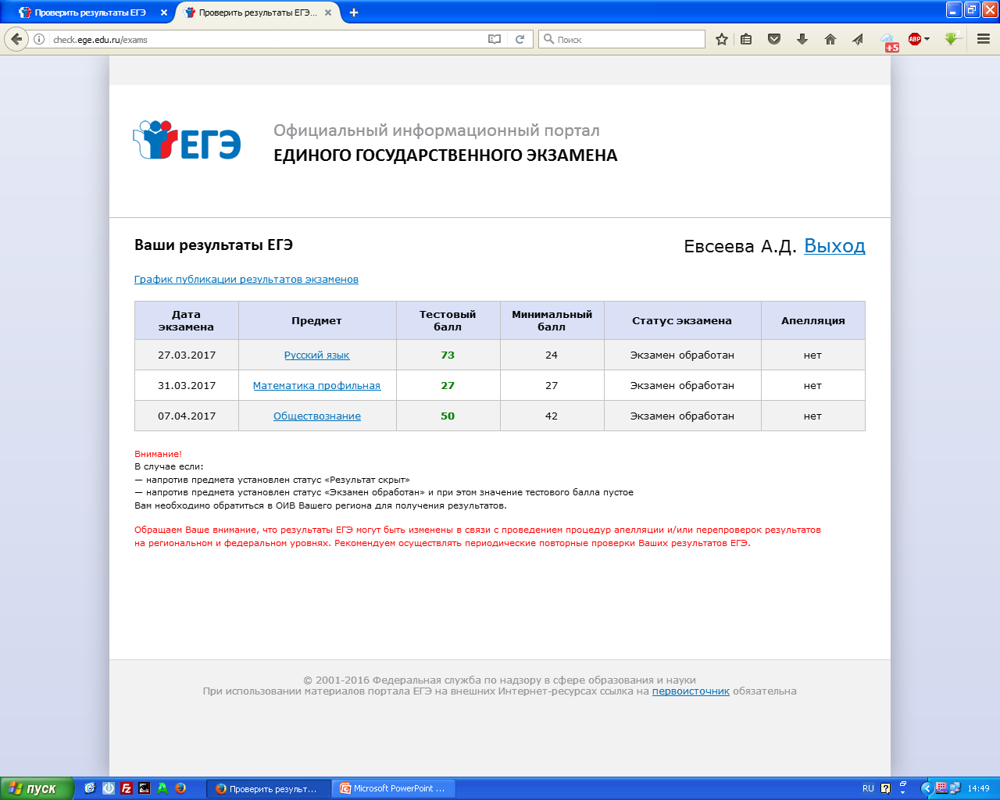 Проверить результаты ЕГЭ
Проверить результаты ЕГЭ...
check.ege.edu.ru/exams
Поиск
+5
ABP
ЕГЭ
Официальный информационный портал
ЕДИНОГО ГОСУДАРСТВЕННОГО ЭКЗАМЕНА
Ваши результаты ЕГЭ
Евсеева А.Д. Выход
График публикации результатов экзаменов
Дата экзамена Предмет Тестовый балл Минимальный балл Статус экзамена Апелляция
27.03.2017 Русский язык 73 24 Экзамен обработан нет
31.03.2017 Математика профильная 27 27 Экзамен обработан нет
07.04.2017 Обществознание 50 42 Экзамен обработан нет
Внимание!
В случае если:
— напротив предмета установлен статус «Результат скрыт»
— напротив предмета установлен статус «Экзамен обработан» и при этом значение тестового балла пустое
Вам необходимо обратиться в ОИВ Вашего региона для получения результатов.
Обращаем Ваше внимание, что результаты ЕГЭ могут быть изменены в связи с проведением процедур апелляции и/или перепроверок результатов
на региональном и федеральном уровнях. Рекомендуем осуществлять периодические повторные проверки Ваших результатов ЕГЭ.
© 2001-2016 Федеральная служба по надзору в сфере образования и науки
При использовании материалов портала ЕГЭ на внешних Интернет-ресурсах ссылка на первоисточник обязательна
пуск
Проверить результ...
Microsoft PowerPoint ...
RU
14:49